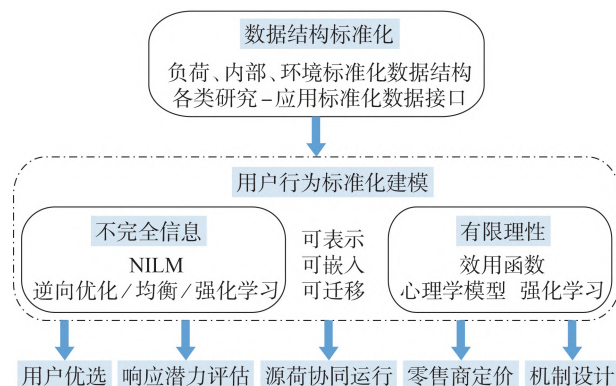 数据结构标准化
负荷、内部、环境标准化数据结构
各类研究-应用标准化数据接口
用户行为标准化建模
不完全信息
NILM
逆向优化/均衡/强化学习
可表示
可嵌入
可迁移
有限理性
效用函数
心理学模型 强化学习
用户优选
响应潜力评估
源荷协同运行
零售商定价
机制设计